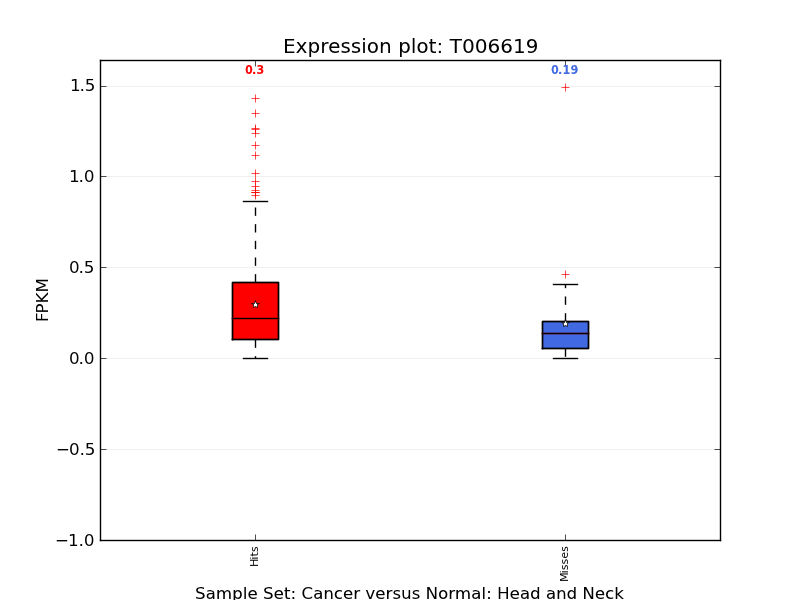 Expression plot: T006619
0.3 0.19
1.5
1.0
0.5
0.0
−0.5
−1.0
FPKM
Hits Misses
Sample Set: Cancer versus Normal: Head and Neck